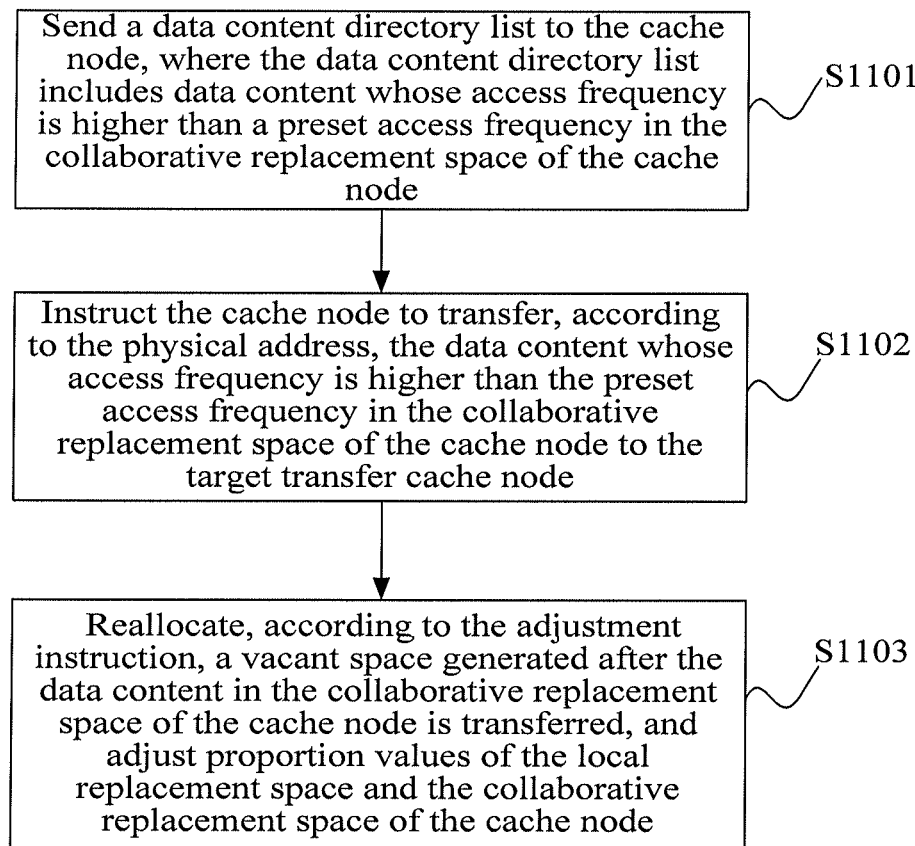 Send a data content directory list to the cache
node, where the data content directory list
includes data content whose access frequency
is higher than a preset access frequency in the
collaborative replacement space of the cache
node
S1101
Instruct the cache node to transfer, according
to the physical address, the data content whose
access frequency is higher than the preset
access frequency in the collaborative
replacement space of the cache node to the
target transfer cache node
S1102
Reallocate, according to the adjustment
instruction, a vacant space generated after the
data content in the collaborative replacement
space of the cache node is transferred, and
adjust proportion values of the local
replacement space and the collaborative
replacement space of the cache node
S1103